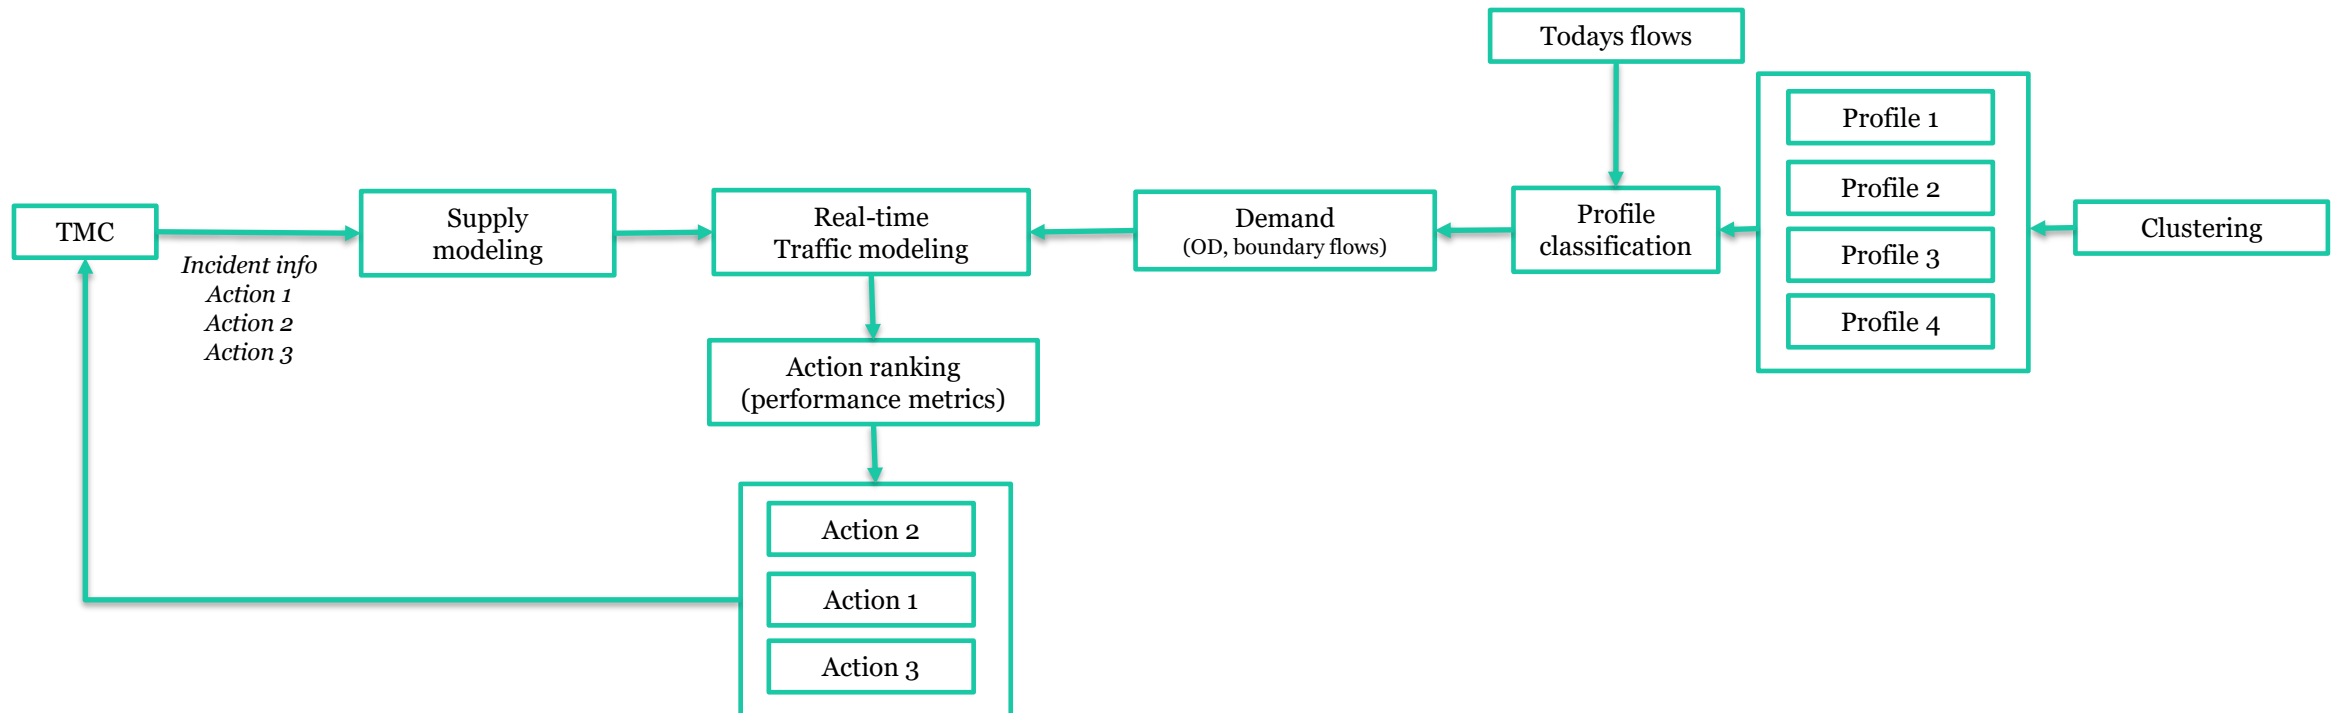 Todays flows
Profile 1
Profile 2
Profile 3
Profile 4
Clustering
Profile
classification
Demand
(OD, boundary flows)
Real-time
Traffic modeling
Supply
modeling
TMC
Incident info
Action 1
Action 2
Action 3
Action ranking
(performance metrics)
Action 2
Action 1
Action 3